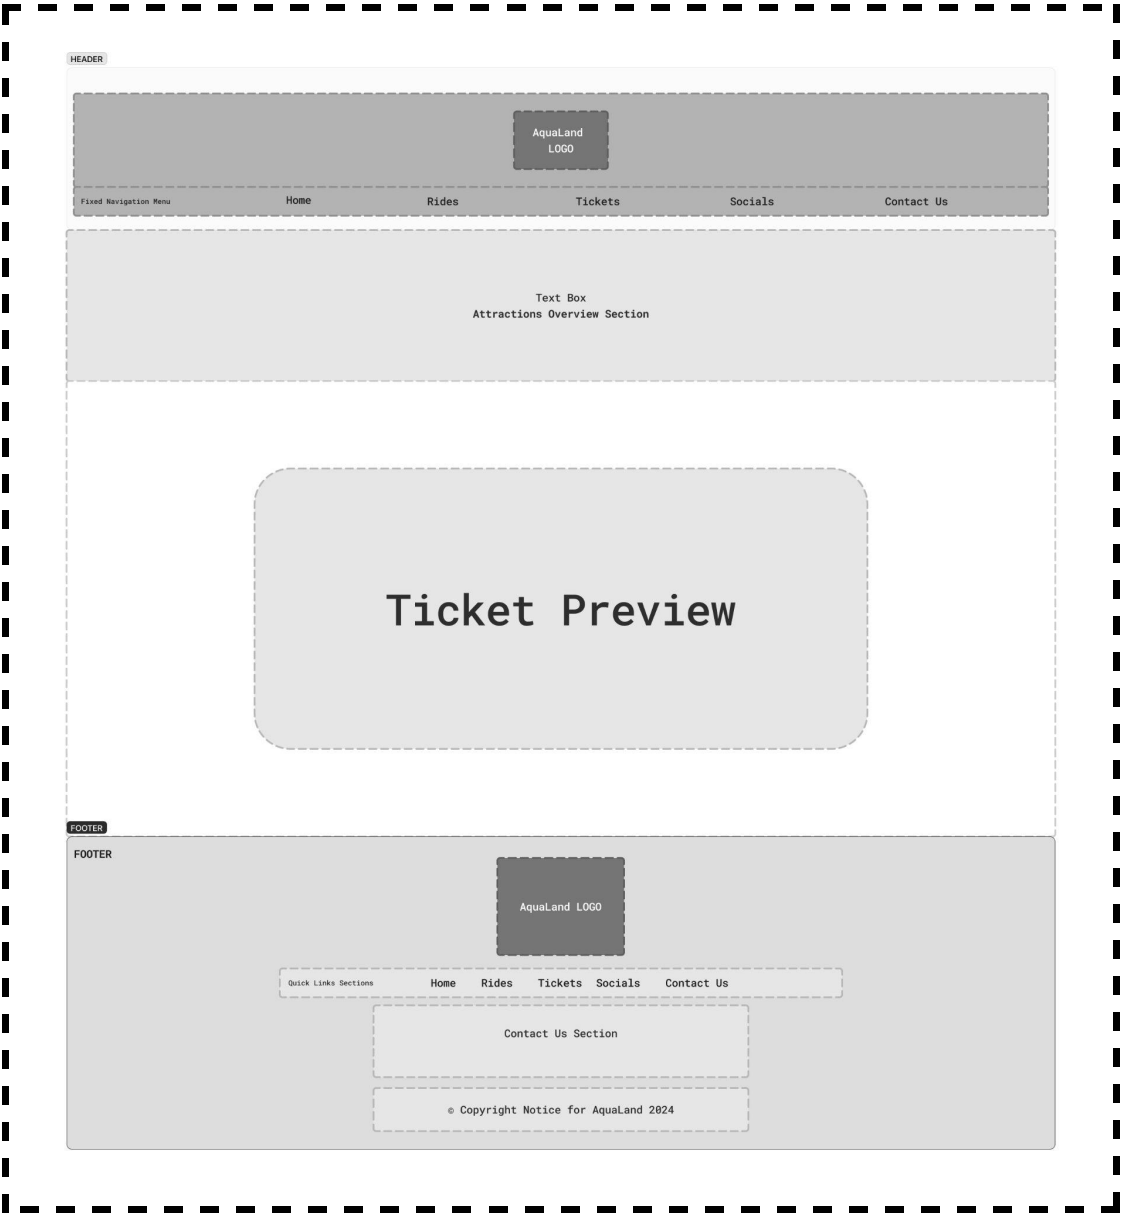 HEADER
AquaLand
LOGO
Fixed Navigation Menu Home Rides Tickets Socials Contact Us
Text Box
Attractions Overview Section
Ticket Preview
FOOTER
FOOTER
AquaLand LOGO
Quick Links Sections Home Rides Tickets Socials Contact Us
Contact Us Section
© Copyright Notice for AquaLand 2024